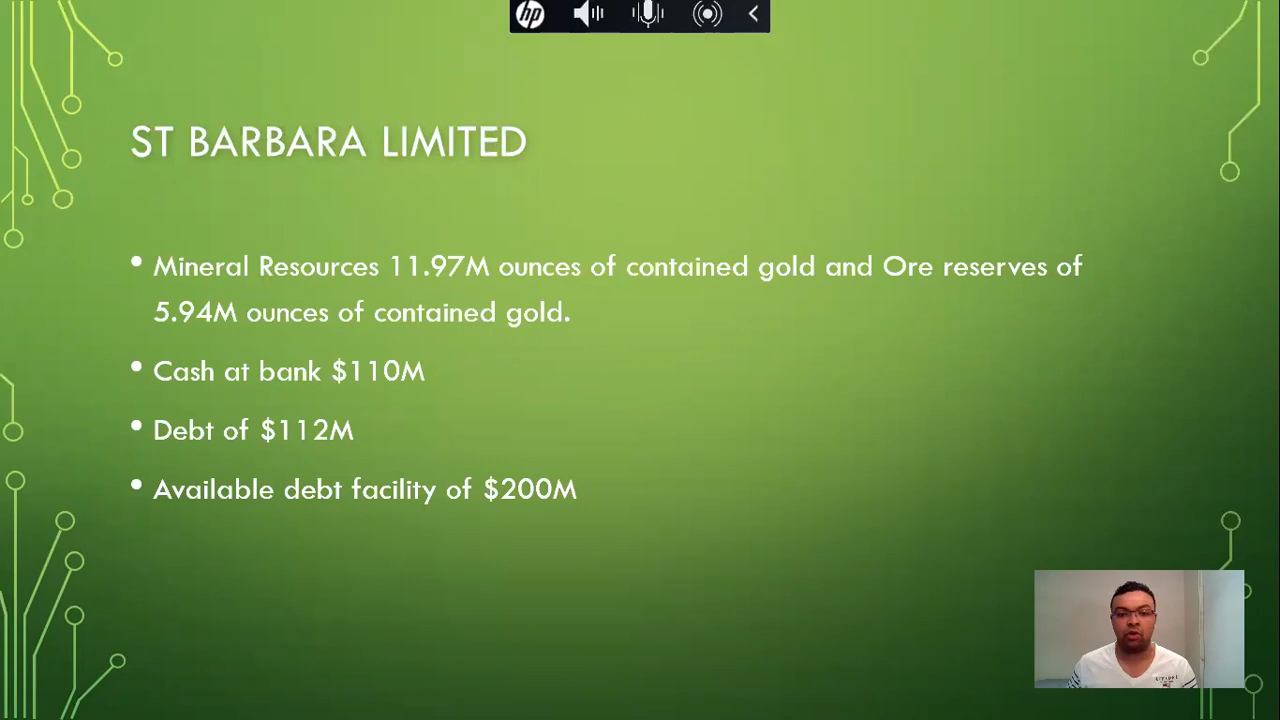 hp
ST BARBARA LIMITED
• Mineral Resources 11.97M ounces of contained gold and Ore reserves of
5.94M ounces of contained gold.
• Cash at bank $110M
• Debt of $112M
• Available debt facility of $200M